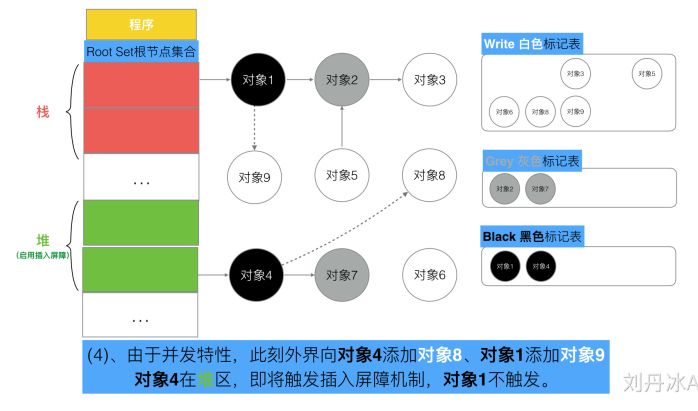 程序
Root Set根节点集合
栈
...
堆
(启用插入屏障)
...
对象1
对象2
对象3
对象9
对象5
对象8
对象4
对象7
对象6
Write 白色标记表
对象3
对象5
对象6
对象8
对象9
Grey 灰色标记表
对象2
对象7
Black 黑色标记表
对象1
对象4
(4)、由于并发特性，此刻外界向对象4添加对象8、对象1添加对象9
对象4在堆区，即将触发插入屏障机制，对象1不触发。
刘丹冰A